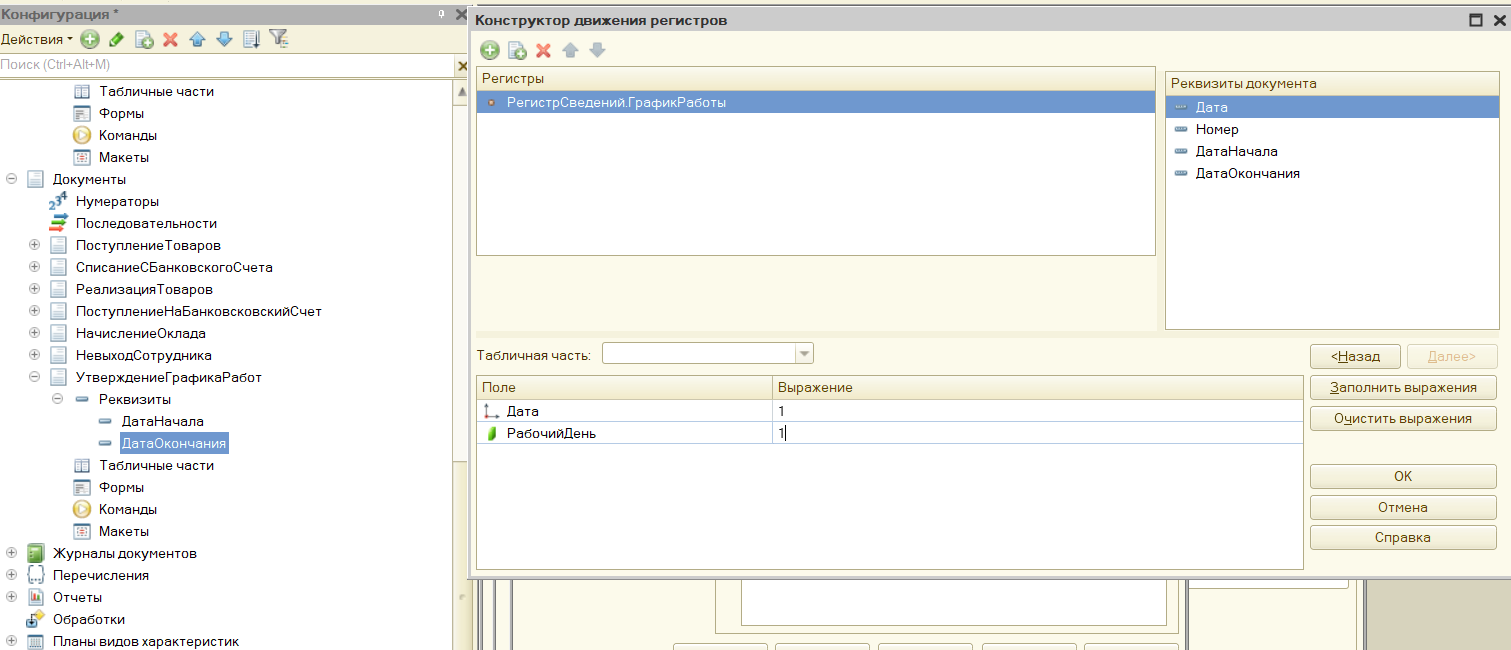 Конфигурация *
Действия
Поиск (Ctrl+Alt+M)
Табличные части
Формы
Команды
Макеты
Документы
Нумераторы
Последовательности
ПоступлениеТоваров
СписаниеСБанковскогоСчета
РеализацияТоваров
ПоступлениеНаБанковсковскийСчет
НачислениеОклада
НевыходСотрудника
УтверждениеГрафикаРабот
Реквизиты
ДатаНачала
ДатаОкончания
Табличные части
Формы
Команды
Макеты
Журналы документов
Перечисления
Отчеты
Обработки
Планы видов характеристик
Конструктор движения регистров
Регистры
РегистрСведений.ГрафикРаботы
Реквизиты документа
Дата
Номер
ДатаНачала
ДатаОкончания
Табличная часть:
<Назад Далее>
Поле Выражение
Дата 1
РабочийДень 1
Заполнить выражения
Очистить выражения
OK
Отмена
Справка